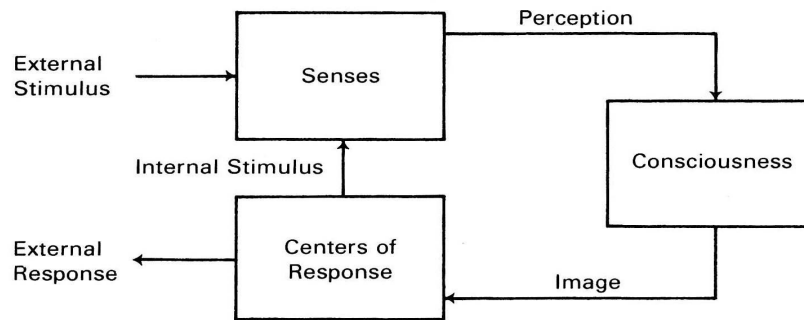 Perception
External
Stimulus
Senses
Consciousness
Internal Stimulus
External
Response
Centers of
Response
Image